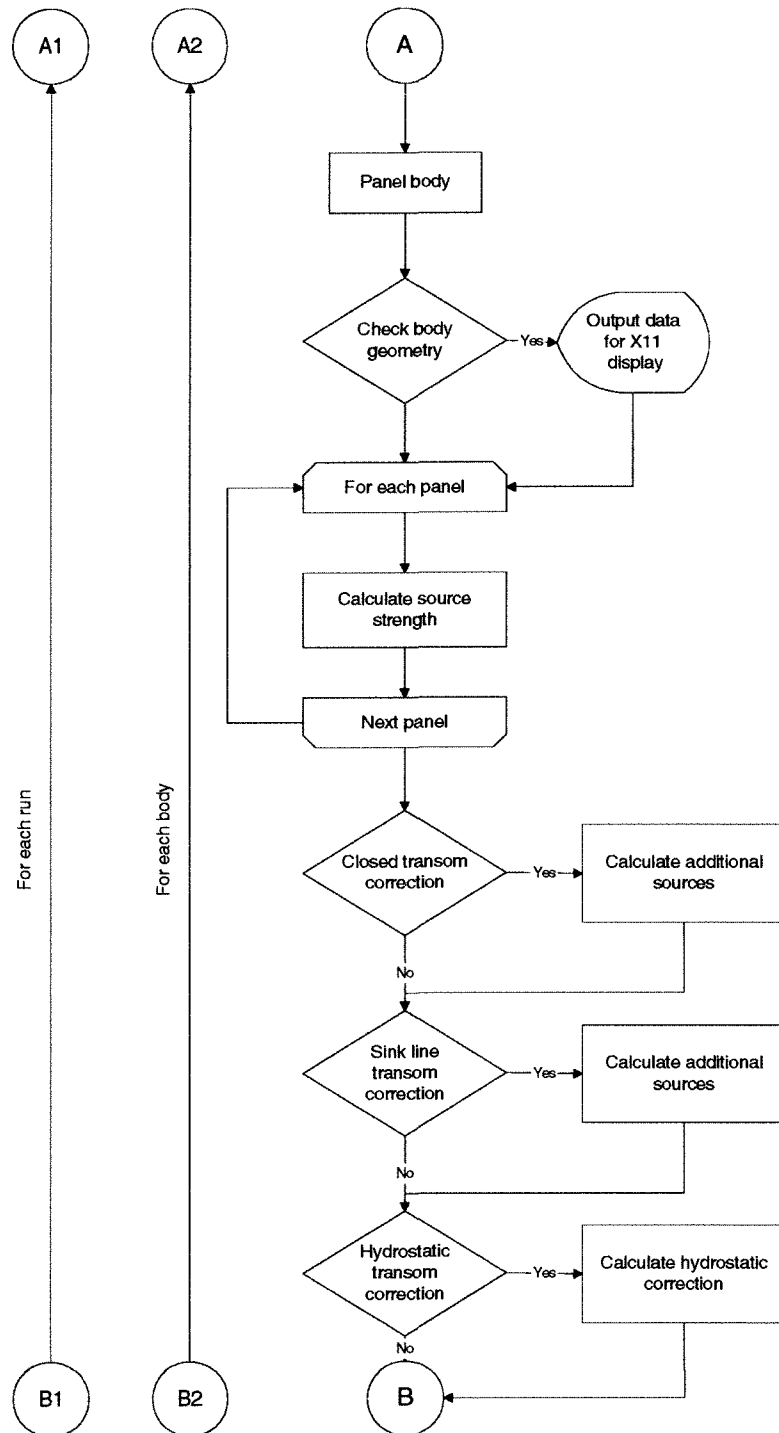 A1
A2
A
Panel body
Check body
geometry
Yes
Output data
for X11
display
For each panel
Calculate source
strength
Next panel
For each run
For each body
Closed transom
correction
Yes
Calculate additional
sources
No
Sink line
transom
correction
Yes
Calculate additional
sources
No
Hydrostatic
transom
correction
Yes
Calculate hydrostatic
correction
No
B1
B2
B